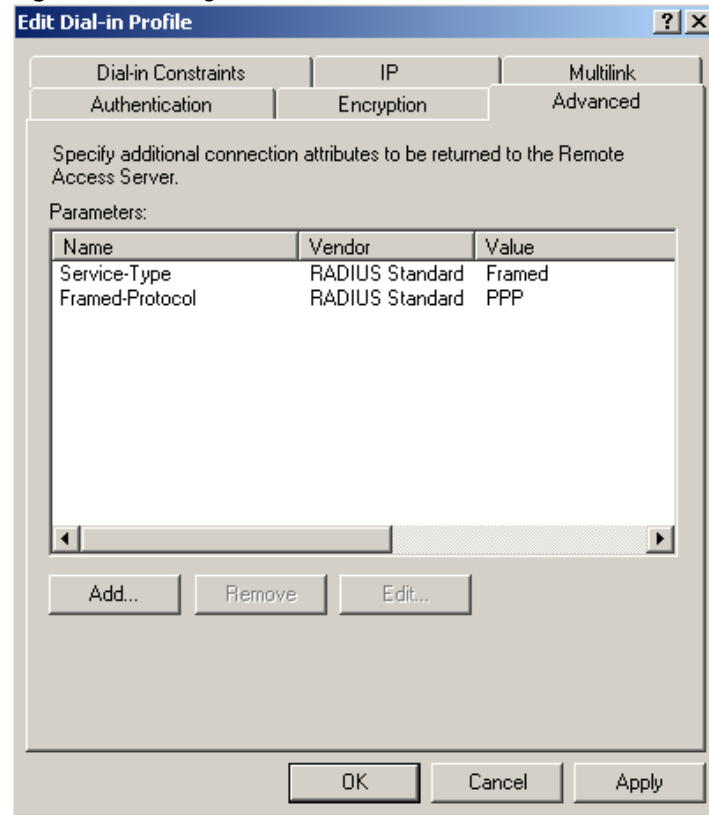 Edit Dial-in Profile
Dial-in Constraints IP Multilink
Authentication Encryption Advanced
Specify additional connection attributes to be returned to the Remote
Access Server.
Parameters:
Name Vendor Value
Service-Type RADIUS Standard Framed
Framed-Protocol RADIUS Standard PPP
Add... Remove Edit...
OK Cancel Apply